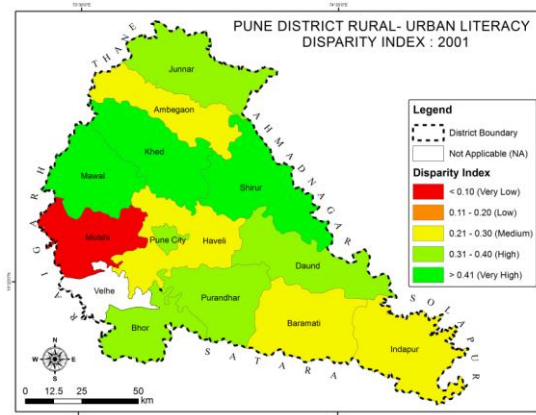 PUNE DISTRICT RURAL- URBAN LITERACY
DISPARITY INDEX : 2001
THANE
Junnar
Ambegaon
AHMADNAGAR
Khed
Mawal
Shirur
RAIGARH
Mulshi
Pune City
Haveli
Velhe
Daund
Purandhar
Bhor
Baramati
Indapur
SOLAPUR
SATARA
Legend
District Boundary
Not Applicable (NA)
Disparity Index
< 0.10 (Very Low)
0.11 - 0.20 (Low)
0.21 - 0.30 (Medium)
0.31 - 0.40 (High)
> 0.41 (Very High)
N
W E
S
0 12.5 25 50
km